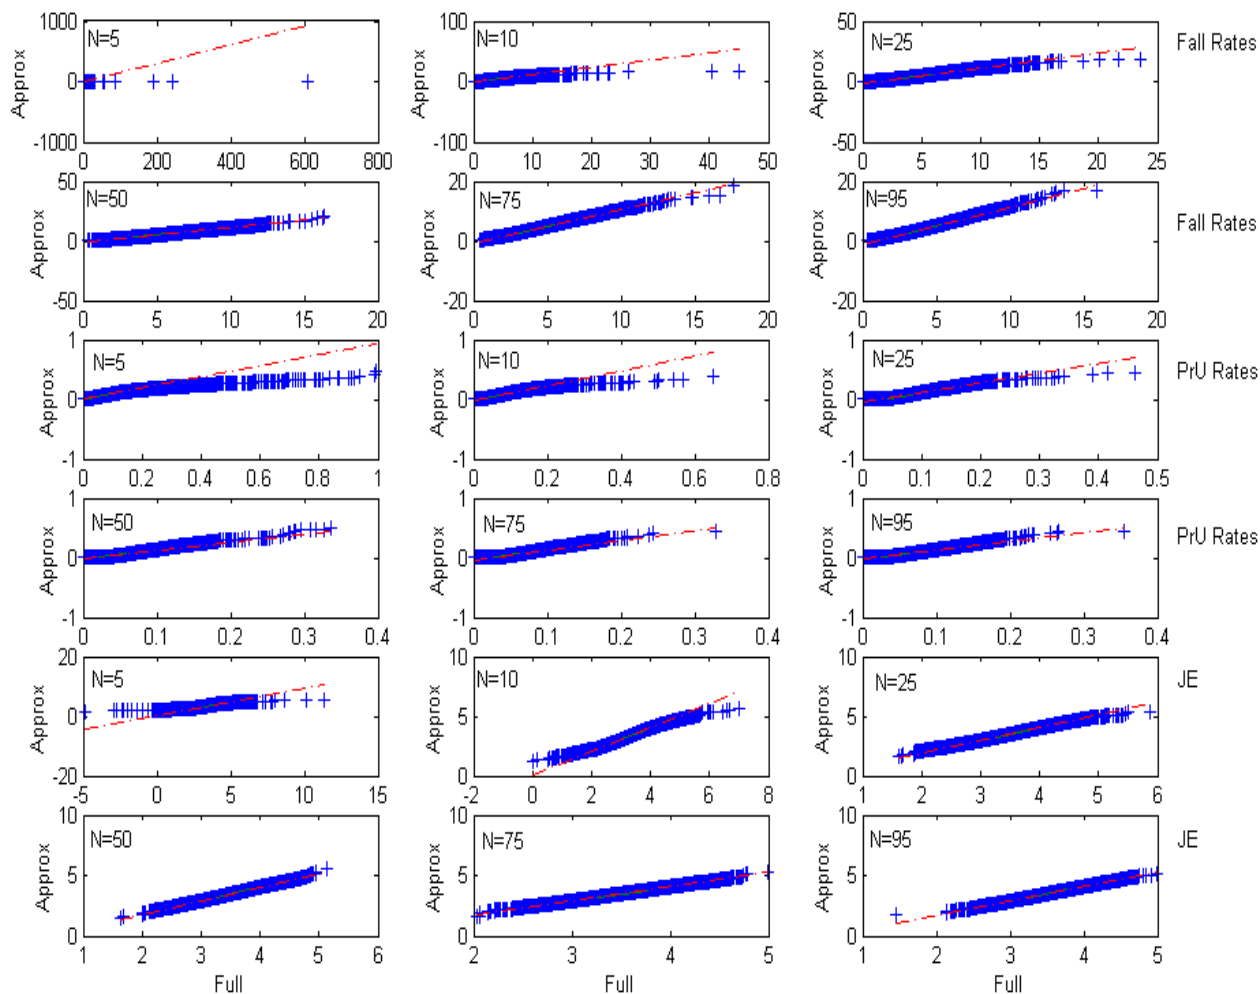 1000
0
-1000
Approx
N=5
0 200 400 600 800
100
0
-100
Approx
N=10
0 10 20 30 40 50
50
0
-50
Approx
N=25
0 5 10 15 20 25
Fall Rates
50
0
-50
Approx
N=50
0 5 10 15 20
20
0
-20
Approx
N=75
0 5 10 15 20
20
0
-20
Approx
N=95
0 5 10 15 20
Fall Rates
1
0
-1
Approx
N=5
0 0.2 0.4 0.6 0.8 1
1
0
-1
Approx
N=10
0 0.2 0.4 0.6 0.8
1
0
-1
Approx
N=25
0 0.1 0.2 0.3 0.4 0.5
PrU Rates
1
0
-1
Approx
N=50
0 0.1 0.2 0.3 0.4
1
0
-1
Approx
N=75
0 0.1 0.2 0.3 0.4
1
0
-1
Approx
N=95
0 0.1 0.2 0.3 0.4
PrU Rates
20
0
-20
Approx
N=5
-5 0 5 10 15
10
5
0
Approx
N=10
-2 0 2 4 6 8
10
5
0
Approx
N=25
1 2 3 4 5 6
JE
10
5
0
Approx
N=50
1 2 3 4 5 6
Full
10
5
0
Approx
N=75
2 3 4 5
Full
10
5
0
Approx
N=95
1 2 3 4 5
Full
JE